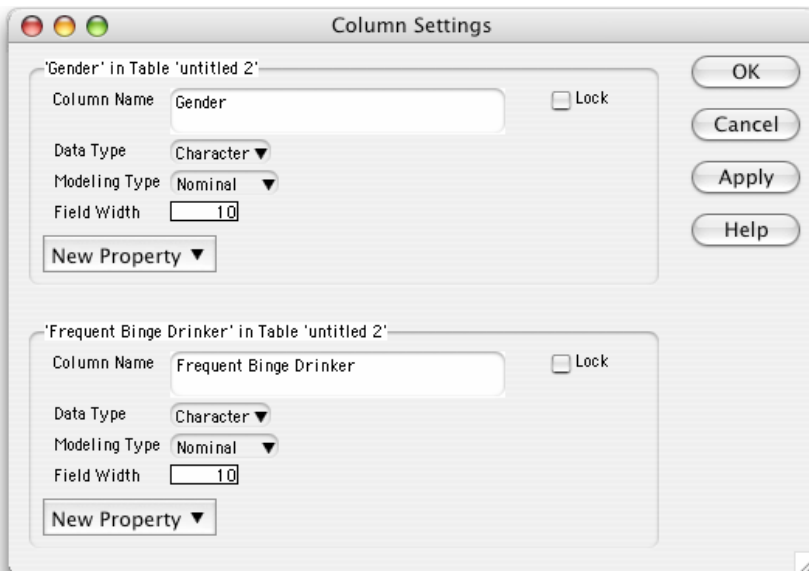 Column Settings
'Gender' in Table 'untitled 2'
Column Name Gender
Lock
Data Type Character
Modeling Type Nominal
Field Width 10
New Property
OK
Cancel
Apply
Help
'Frequent Binge Drinker' in Table 'untitled 2'
Column Name Frequent Binge Drinker
Lock
Data Type Character
Modeling Type Nominal
Field Width 10
New Property